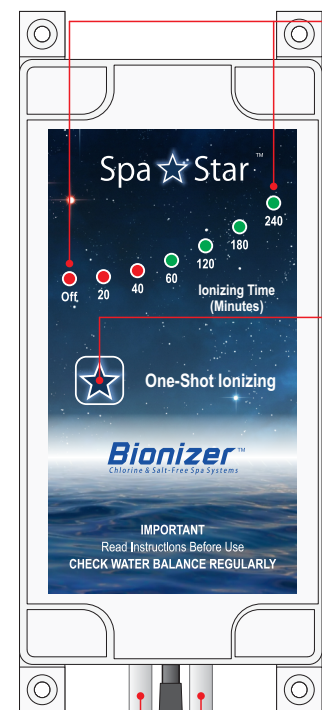 Spa Star™
240
180
120
60
40
20
Off
Ionizing Time
(Minutes)
One-Shot Ionizing
Bionizer™
Chlorine & Salt-Free Spa Systems
IMPORTANT
Read Instructions Before Use
CHECK WATER BALANCE REGULARLY